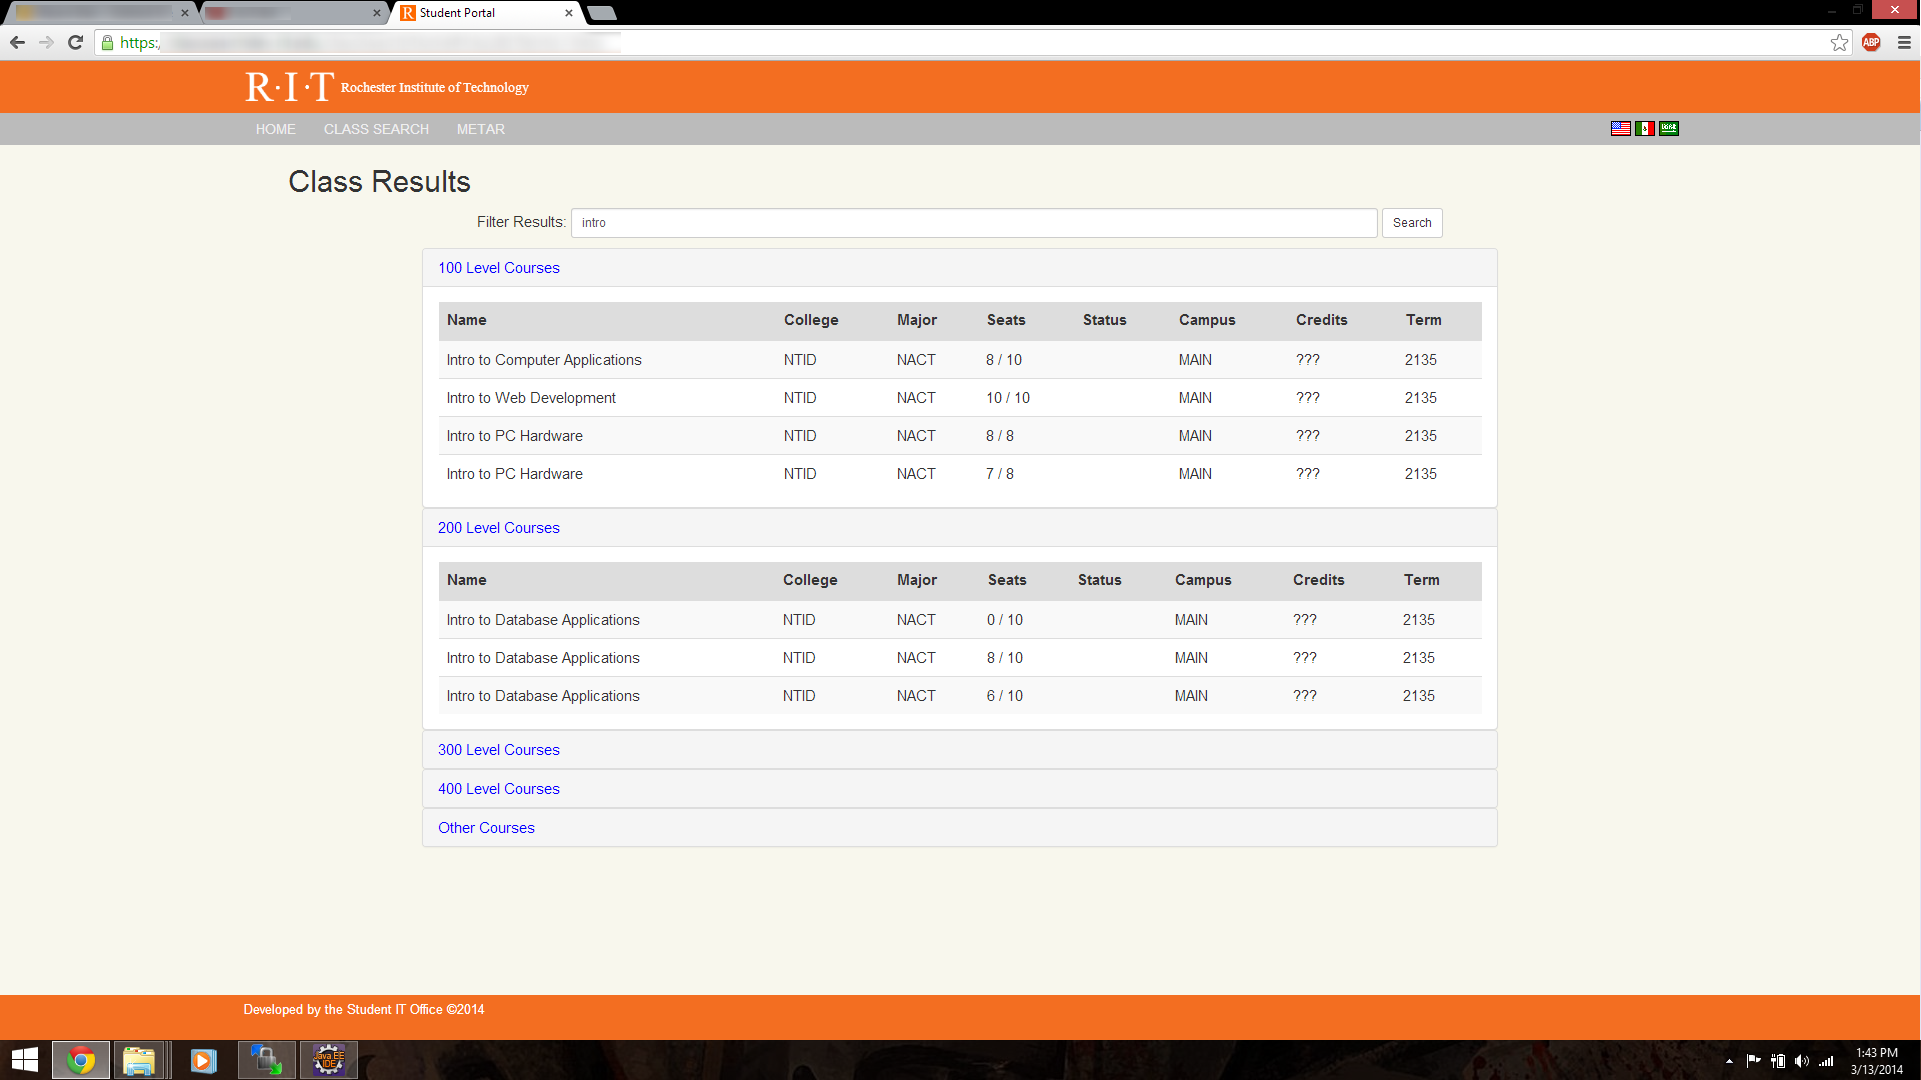 Student Portal
https:/
ABP
R·I·T Rochester Institute of Technology
HOME CLASS SEARCH METAR
Class Results
Filter Results: intro Search
100 Level Courses
Name College Major Seats Status Campus Credits Term
Intro to Computer Applications NTID NACT 8 / 10 MAIN ??? 2135
Intro to Web Development NTID NACT 10 / 10 MAIN ??? 2135
Intro to PC Hardware NTID NACT 8 / 8 MAIN ??? 2135
Intro to PC Hardware NTID NACT 7 / 8 MAIN ??? 2135
200 Level Courses
Name College Major Seats Status Campus Credits Term
Intro to Database Applications NTID NACT 0 / 10 MAIN ??? 2135
Intro to Database Applications NTID NACT 8 / 10 MAIN ??? 2135
Intro to Database Applications NTID NACT 6 / 10 MAIN ??? 2135
300 Level Courses
400 Level Courses
Other Courses
Developed by the Student IT Office ©2014
Java EE
IDE
1:43 PM
3/13/2014